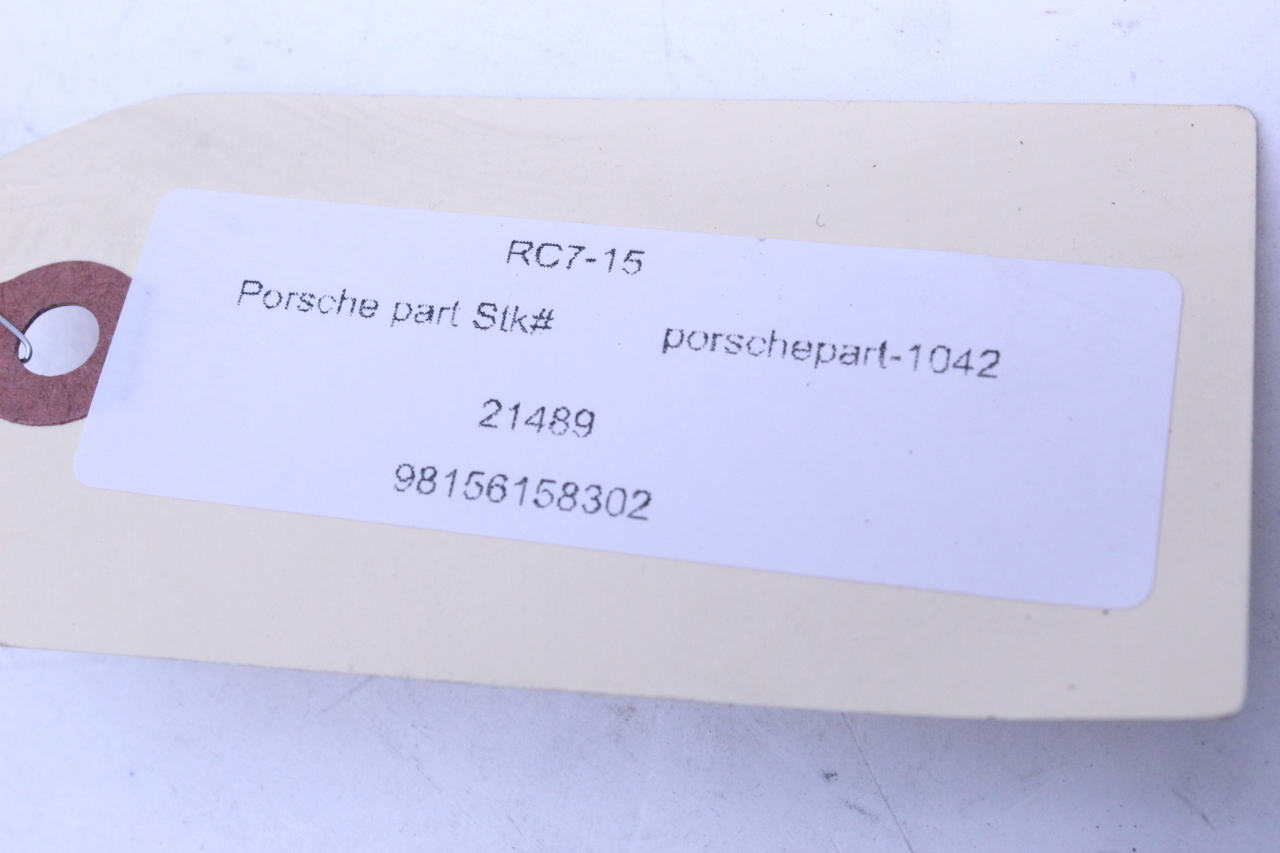 RC7-15
Porsche part Stk# porschepart-1042
21489
98156158302